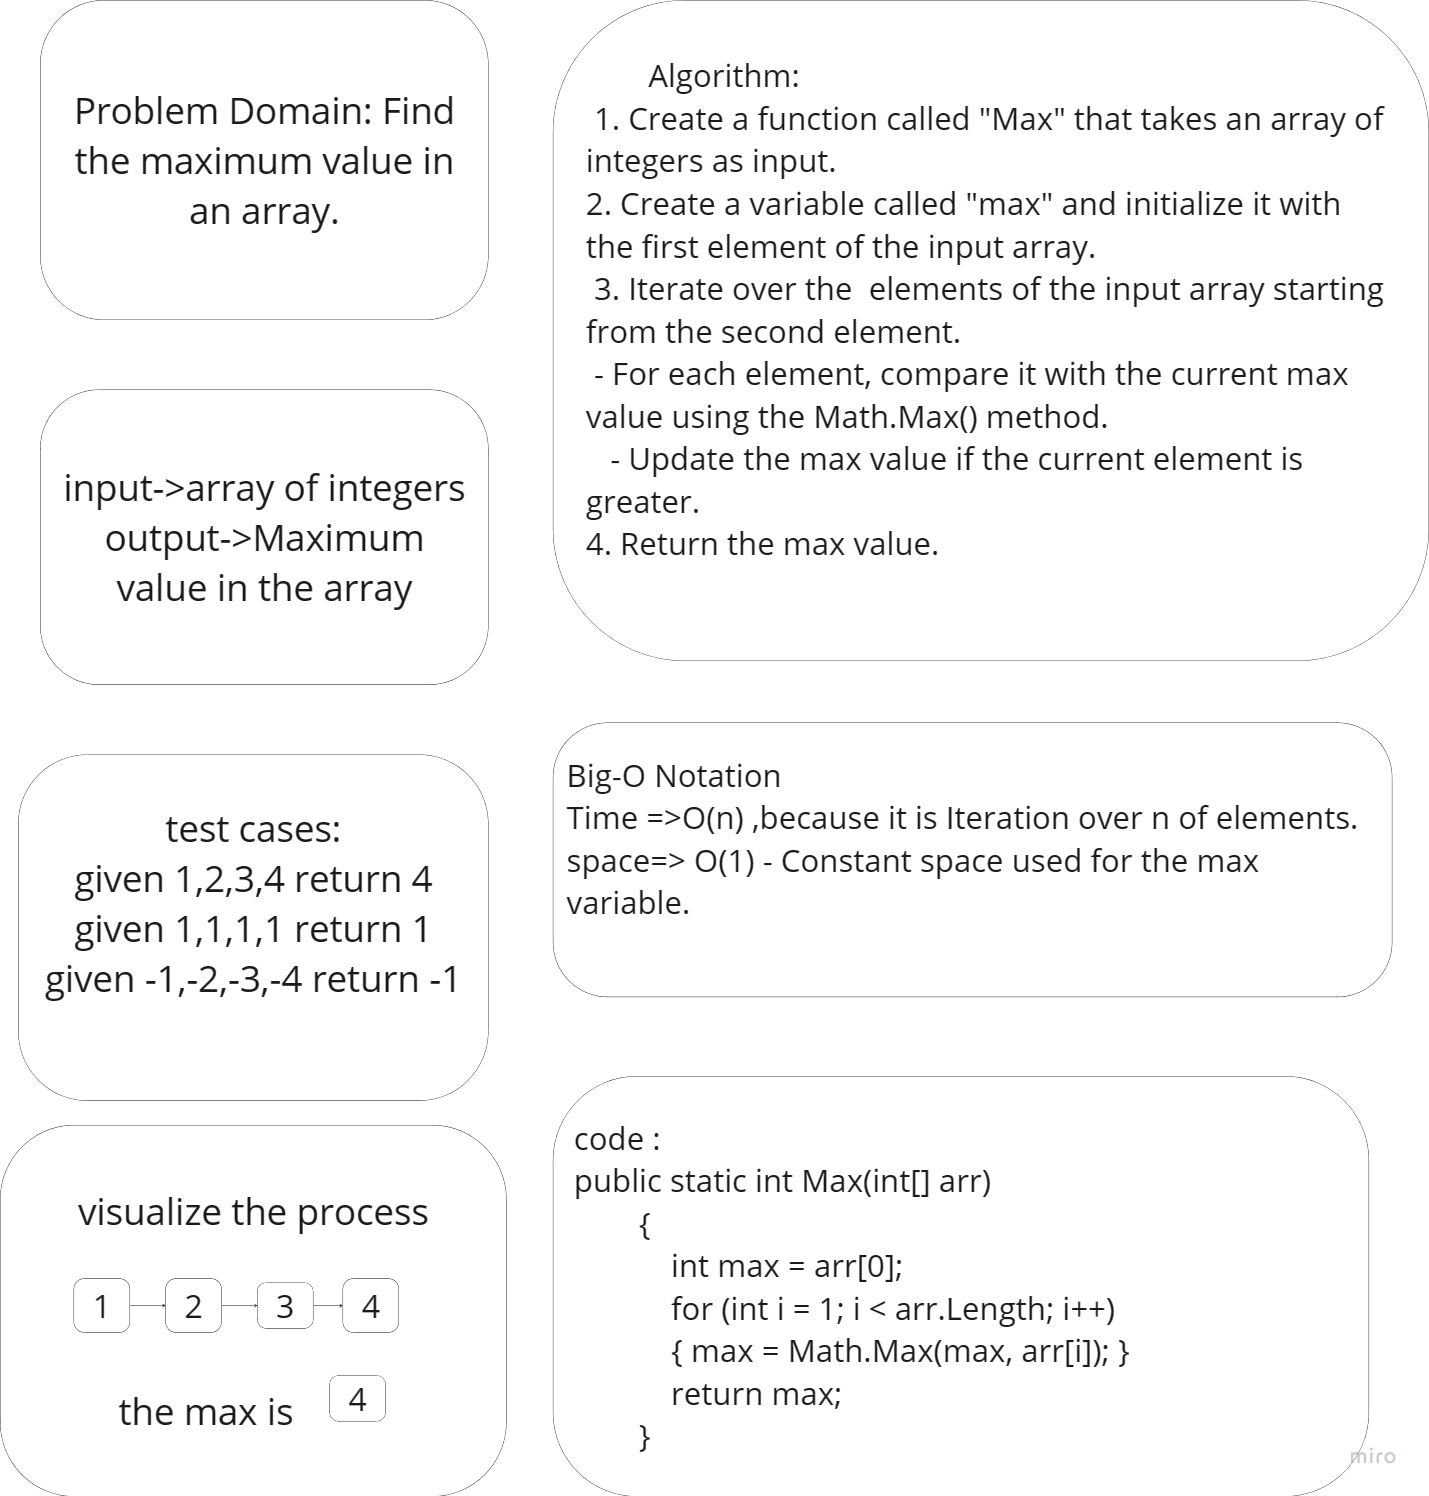 Problem Domain: Find
the maximum value in
an array.
input->array of integers
output->Maximum
value in the array
test cases:
given 1,2,3,4 return 4
given 1,1,1,1 return 1
given -1,-2,-3,-4 return -1
visualize the process
1 2 3 4
the max is 4
Algorithm:
1. Create a function called "Max" that takes an array of
integers as input.
2. Create a variable called "max" and initialize it with
the first element of the input array.
3. Iterate over the  elements of the input array starting
from the second element.
- For each element, compare it with the current max
value using the Math.Max() method.
- Update the max value if the current element is
greater.
4. Return the max value.
Big-O Notation
Time =>O(n) ,because it is Iteration over n of elements.
space=> O(1) - Constant space used for the max
variable.
code :
public static int Max(int[] arr)
{
int max = arr[0];
for (int i = 1; i < arr.Length; i++)
{ max = Math.Max(max, arr[i]); }
return max;
}
miro